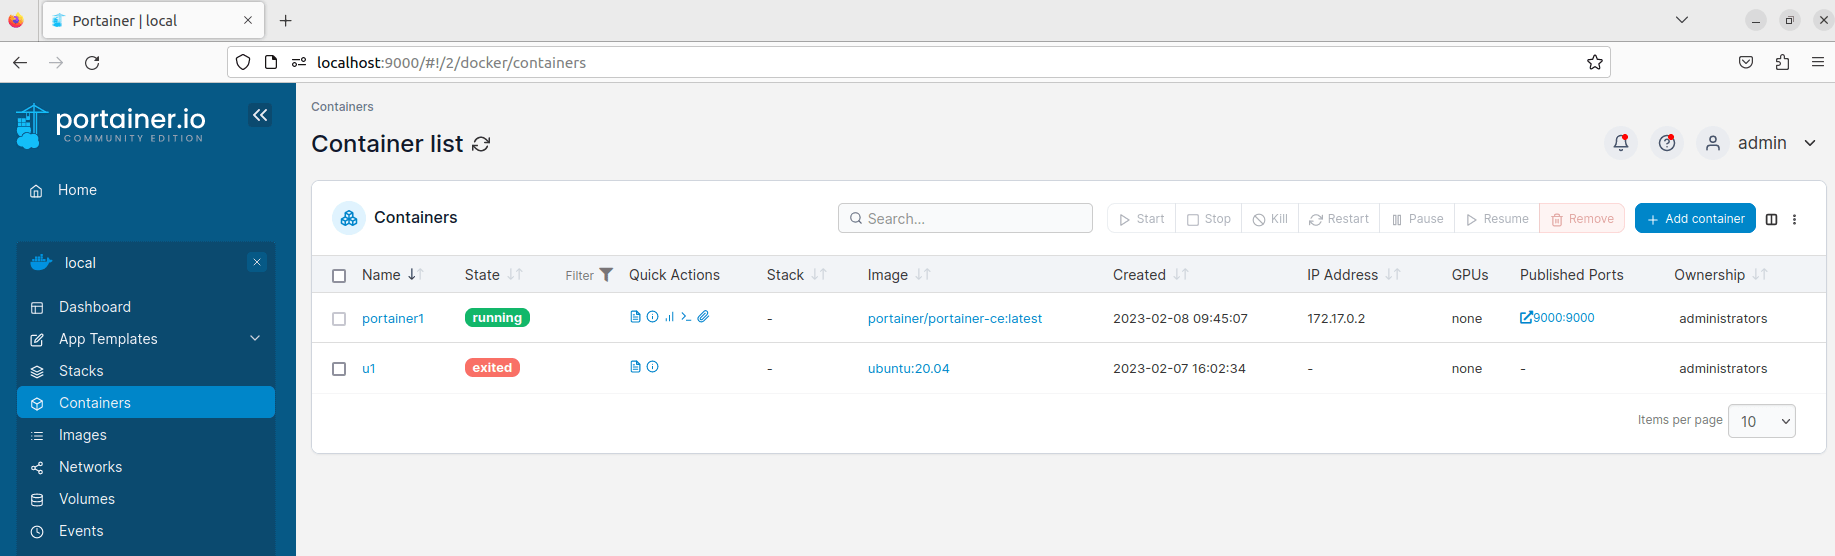 Portainer | local
localhost:9000/#!/2/docker/containers
portainer.io
COMMUNITY EDITION
Home
local
Dashboard
App Templates
Stacks
Containers
Images
Networks
Volumes
Events
Containers
Container list
admin
Containers
Search...
Start Stop Kill Restart Pause Resume Remove
+ Add container
Name State Filter Quick Actions Stack Image Created IP Address GPUs Published Ports Ownership
portainer1 running - portainer/portainer-ce:latest 2023-02-08 09:45:07 172.17.0.2 none 9000:9000 administrators
u1 exited - ubuntu:20.04 2023-02-07 16:02:34 - none - administrators
Items per page 10